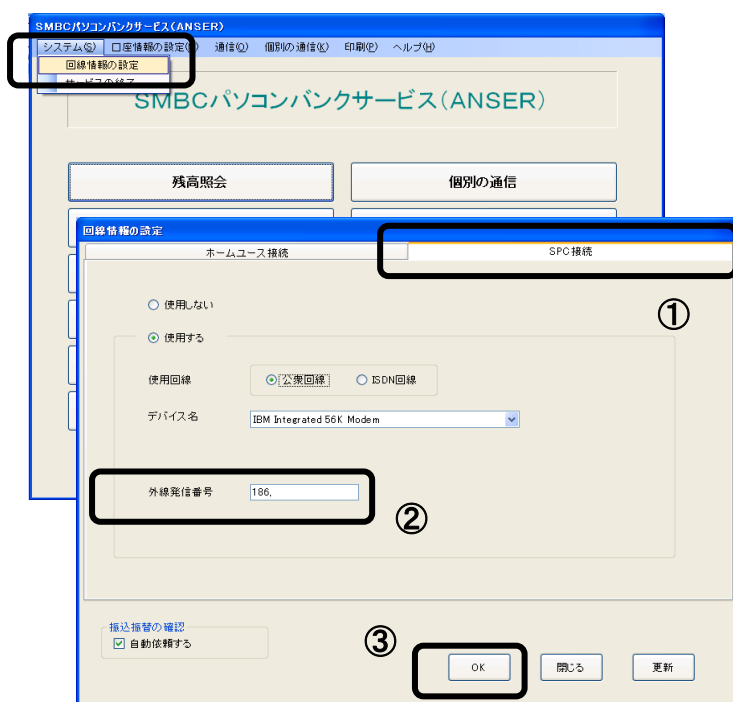 SMBCパソコンバンクサービス(ANSER)
システム(S) 口座情報の設定 通信(O) 個別の通信(K) 印刷(P) ヘルプ(H)
回線情報の設定
サービスの終了
SMBCパソコンバンクサービス(ANSER)
残高照会 個別の通信
回線情報の設定
ホームユース接続 SPC接続
①
使用しない
使用する
使用回線 公衆回線 ISDN回線
デバイス名 IBM Integrated 56K Modem
外線発信番号 186,
②
振込振替の確認
自動依頼する
③
OK 閉じる 更新